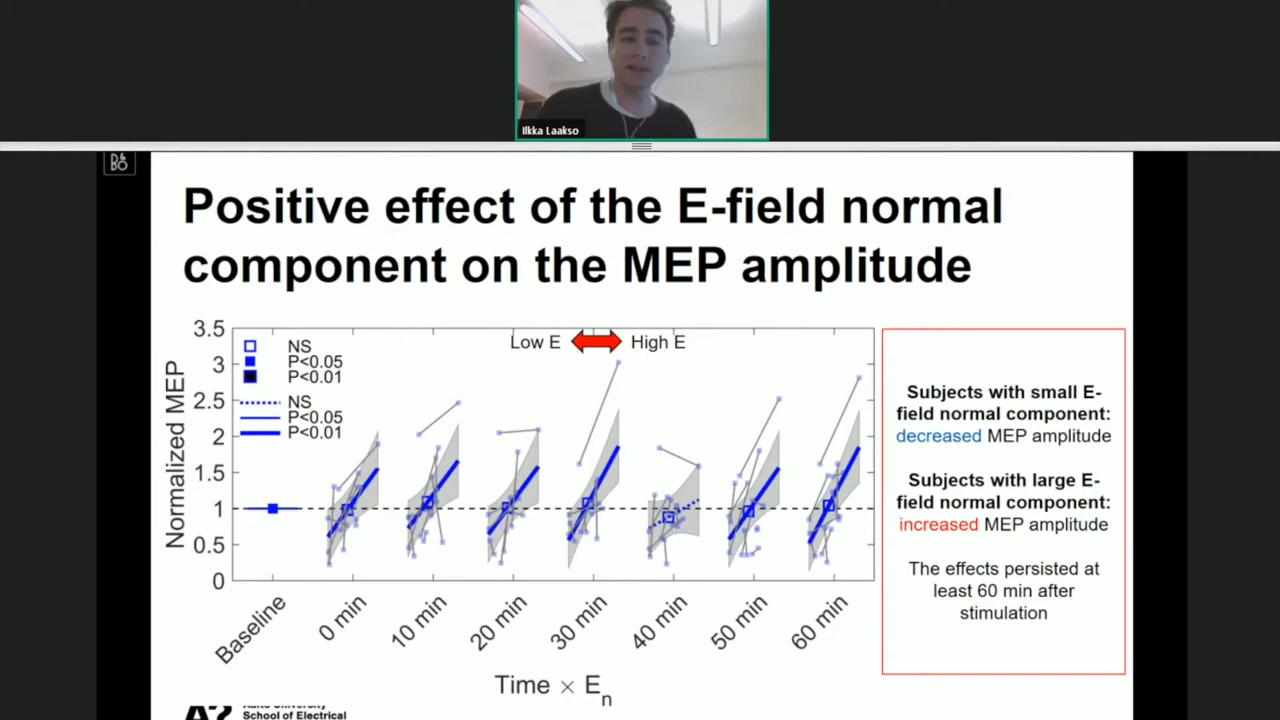 Ilkka Laakso
B&O
Positive effect of the E-field normal
component on the MEP amplitude
3.5
3
2.5
2
1.5
1
0.5
0
Normalized MEP
NS
P<0.05
P<0.01
NS
P<0.05
P<0.01
Low E
High E
Baseline
0 min
10 min
20 min
30 min
40 min
50 min
60 min
Time × En
Subjects with small E-
field normal component:
decreased MEP amplitude
Subjects with large E-
field normal component:
increased MEP amplitude
The effects persisted at
least 60 min after
stimulation
A?
Aalto University
School of Electrical